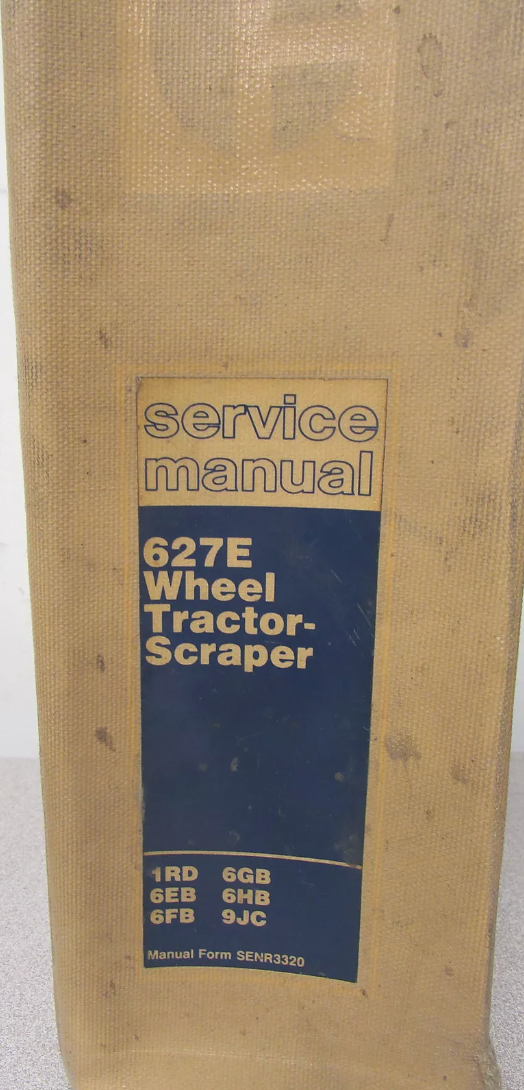 service
manual
627E
Wheel
Tractor-
Scraper
1RD 6GB
6EB 6HB
6FB 9JC
Manual Form SENR3320